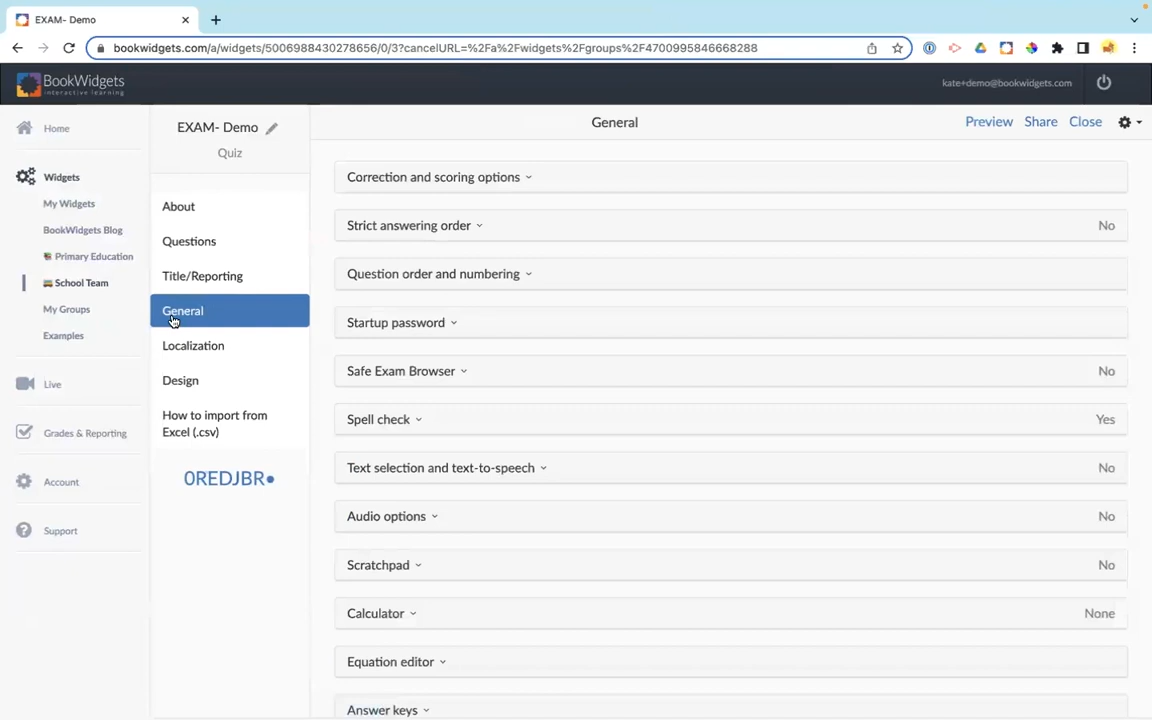 EXAM- Demo
bookwidgets.com/a/widgets/5006988430278656/0/3?cancelURL=%2Fa%2Fwidgets%2Fgroups%2F4700995846668288
BookWidgets
interactive learning
kate+demo@bookwidgets.com
Home
Widgets
My Widgets
BookWidgets Blog
Primary Education
School Team
My Groups
Examples
Live
Grades & Reporting
Account
Support
EXAM- Demo
Quiz
About
Questions
Title/Reporting
General
Localization
Design
How to import from
Excel (.csv)
0REDJBR
General
Preview Share Close
Correction and scoring options
Strict answering order No
Question order and numbering
Startup password
Safe Exam Browser No
Spell check Yes
Text selection and text-to-speech No
Audio options No
Scratchpad No
Calculator None
Equation editor
Answer keys